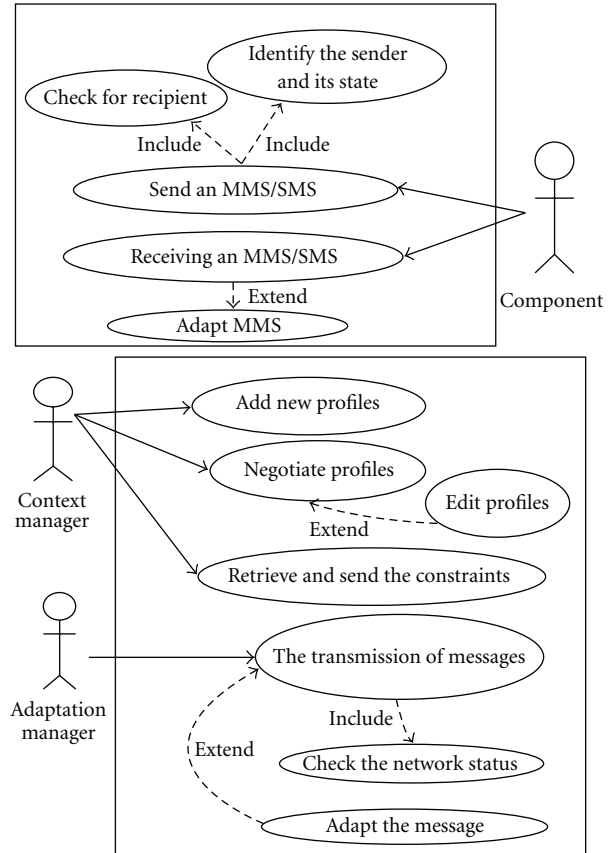 Identify the sender
and its state
Check for recipient
Include
Include
Send an MMS/SMS
Receiving an MMS/SMS
Extend
Adapt MMS
Component
Add new profiles
Context
manager
Negotiate profiles
Edit profiles
Extend
Retrieve and send the constraints
The transmission of messages
Adaptation
manager
Include
Extend
Check the network status
Adapt the message